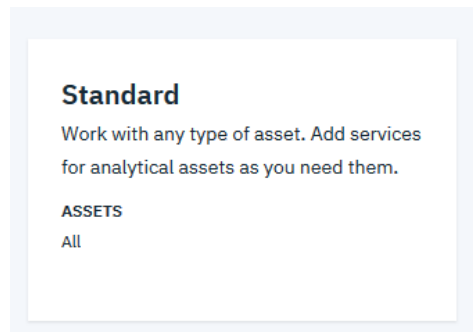 Standard
Work with any type of asset. Add services
for analytical assets as you need them.
ASSETS
All